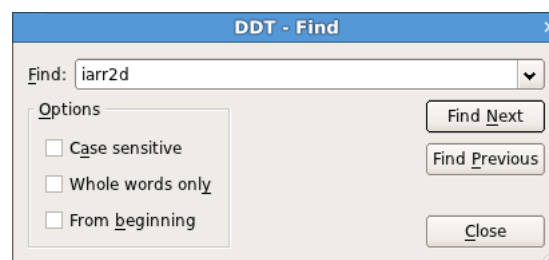 DDT - Find
Find: iarr2d
Options
Case sensitive
Whole words only
From beginning
Find Next
Find Previous
Close